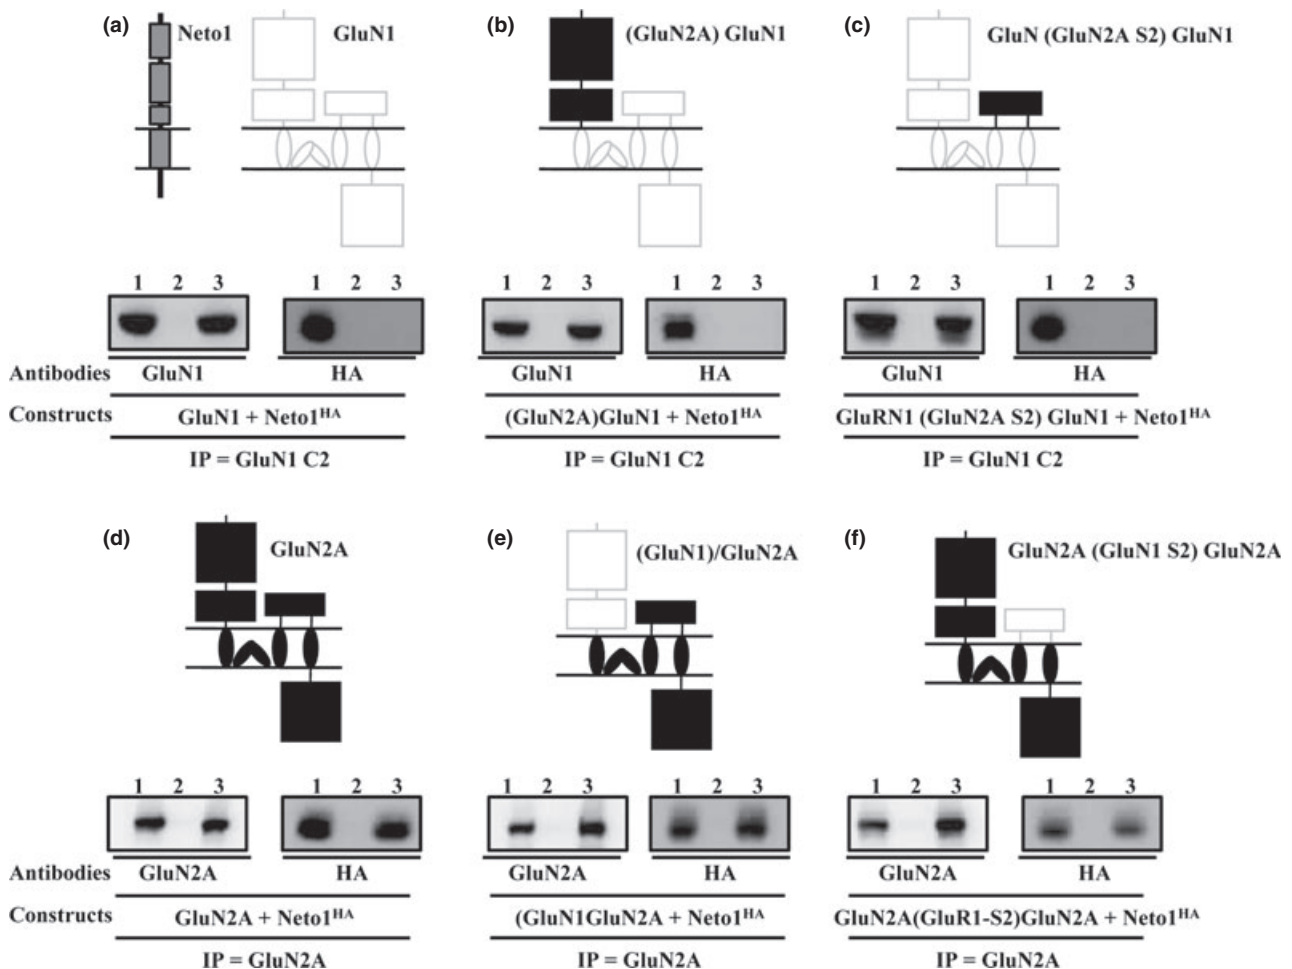 (a) Neto1 GluN1
(b) (GluN2A) GluN1
(c) GluN (GluN2A S2) GluN1
1 2 3 1 2 3 1 2 3 1 2 3 1 2 3 1 2 3
Antibodies GluN1 HA GluN1 HA GluN1 HA
Constructs GluN1 + Neto1HA (GluN2A)GluN1 + Neto1HA GluRN1 (GluN2A S2) GluN1 + Neto1HA
IP = GluN1 C2 IP = GluN1 C2 IP = GluN1 C2
(d) GluN2A
(e) (GluN1)/GluN2A
(f) GluN2A (GluN1 S2) GluN2A
1 2 3 1 2 3 1 2 3 1 2 3 1 2 3 1 2 3
Antibodies GluN2A HA GluN2A HA GluN2A HA
Constructs GluN2A + Neto1HA (GluN1GluN2A + Neto1HA GluN2A(GluR1-S2)GluN2A + Neto1HA
IP = GluN2A IP = GluN2A IP = GluN2A